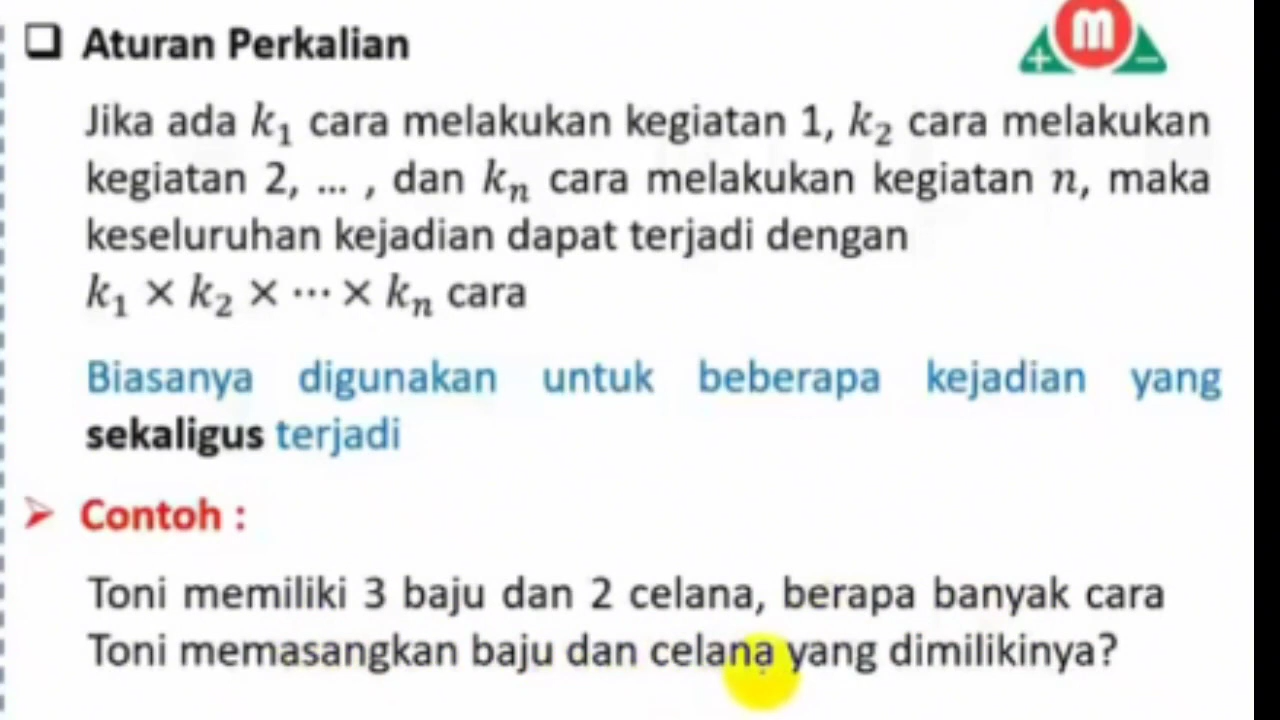 Aturan Perkalian
m
+ −
Jika ada k₁ cara melakukan kegiatan 1, k₂ cara melakukan
kegiatan 2, ... , dan kₙ cara melakukan kegiatan n, maka
keseluruhan kejadian dapat terjadi dengan
k₁ × k₂ × ⋯ × kₙ cara
Biasanya digunakan untuk beberapa kejadian yang
sekaligus terjadi
Contoh :
Toni memiliki 3 baju dan 2 celana, berapa banyak cara
Toni memasangkan baju dan celana yang dimilikinya?